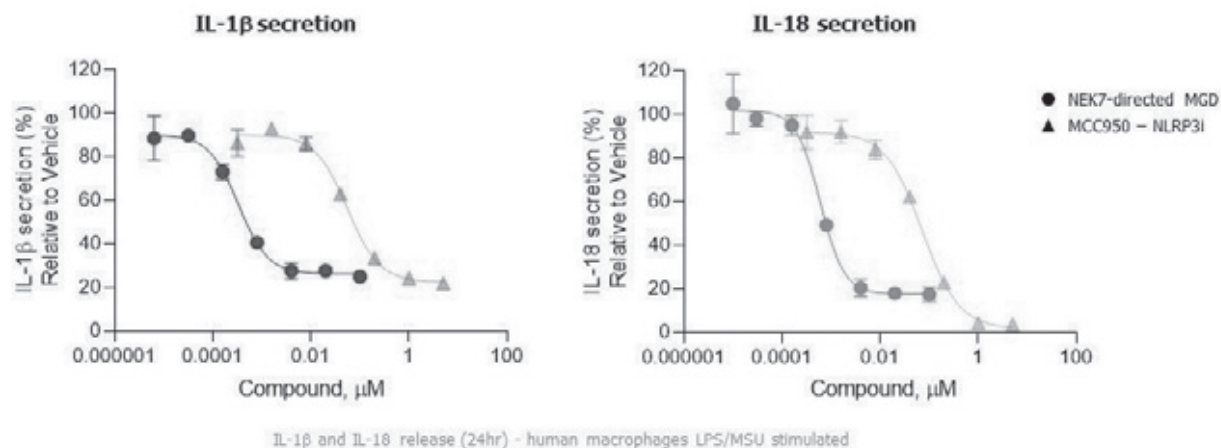 IL-1β secretion
IL-1β secretion (%)
Relative to Vehicle
120
100
80
60
40
20
0
0.000001
0.0001
0.01
1
100
Compound, μM
IL-18 secretion
IL-18 secretion (%)
Relative to Vehicle
120
100
80
60
40
20
0
0.000001
0.0001
0.01
1
100
Compound, μM
NEK7-directed MGD
MCC950 – NLRP3i
IL-1β and IL-18 release (24hr) - human macrophages LPS/MSU stimulated